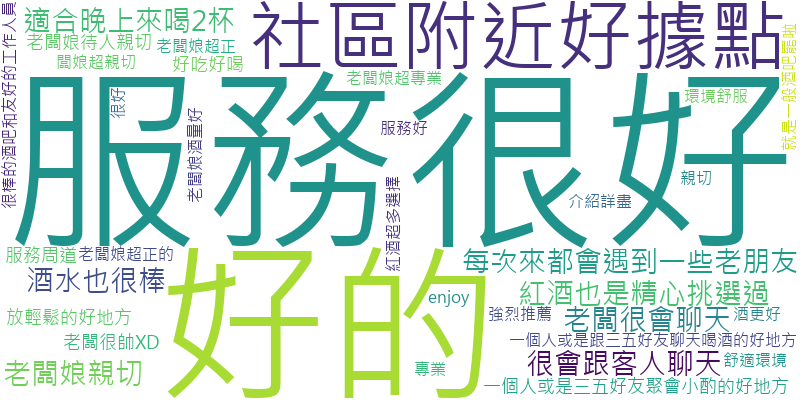 適合晚上來喝2杯
社區附近好據點
老闆娘待人親切
老闆娘超正
闆娘超親切
好吃好喝
老闆娘超專業
很棒的酒吧和友好的工作人員
就是一般酒吧罷啦
服務很好
很好
老闆娘酒量好
環境舒服
服務好
親切
紅酒超多選擇
介紹詳盡
服務周道
老闆娘超正的
好的
每次來都會遇到一些老朋友
酒水也很棒
紅酒也是精心挑選過
enjoy
放輕鬆的好地方
強烈推薦
老闆很會聊天
酒更好
老闆很帥XD
一個人或是跟三五好友聊天喝酒的好地方
很會跟客人聊天
舒適環境
老闆娘親切
專業
一個人或是三五好友聚會小酌的好地方